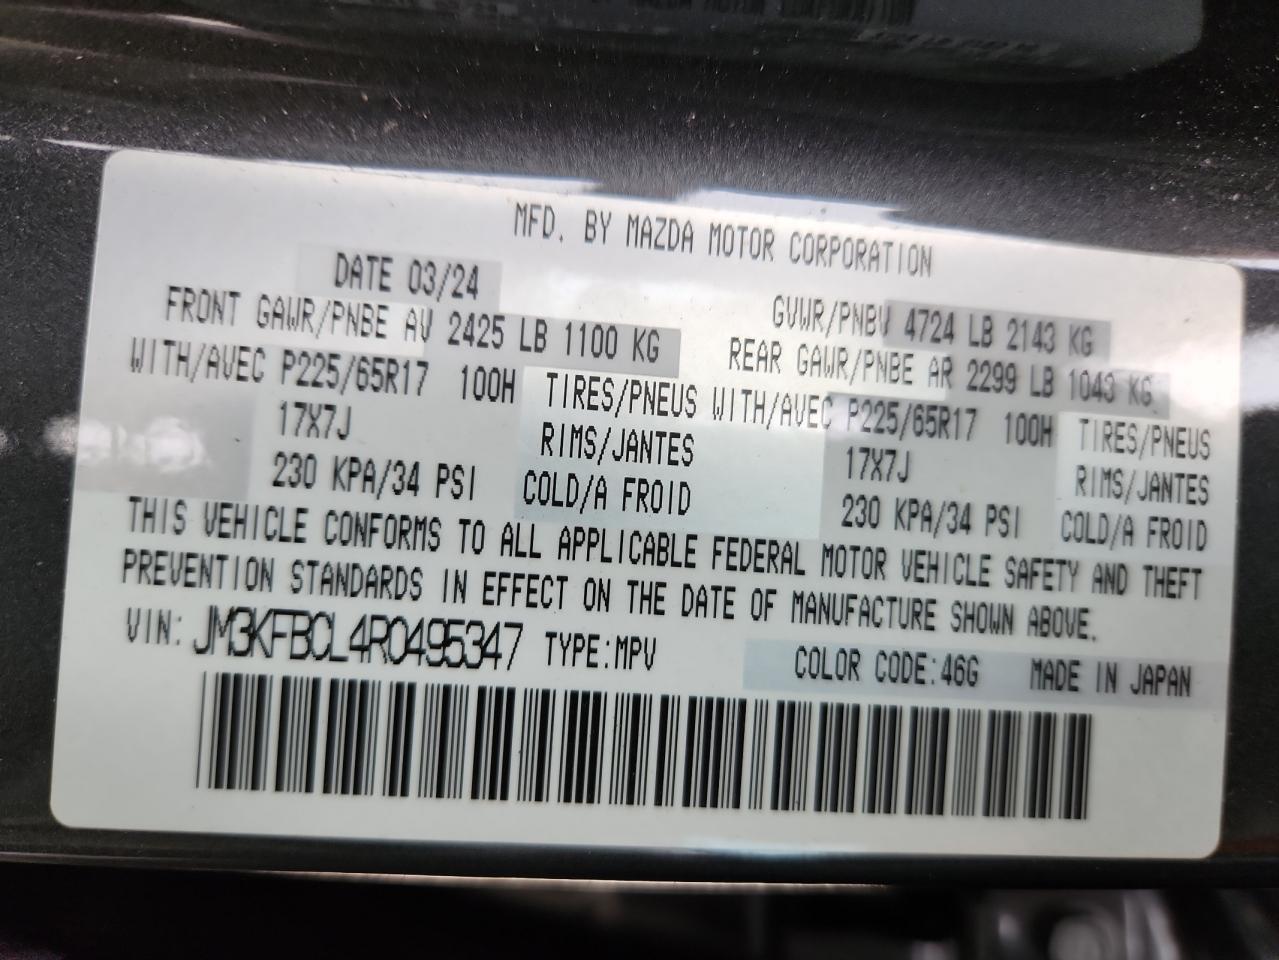 MFD. BY MAZDA MOTOR CORPORATION
DATE 03/24 GVWR/PNBV 4724 LB 2143 KG
FRONT GAWR/PNBE AV 2425 LB 1100 KG REAR GAWR/PNBE AR 2299 LB 1043 KG
WITH/AVEC P225/65R17 100H TIRES/PNEUS WITH/AVEC P225/65R17 100H TIRES/PNEUS
17X7J RIMS/JANTES 17X7J RIMS/JANTES
230 KPA/34 PSI COLD/A FROID 230 KPA/34 PSI COLD/A FROID
THIS VEHICLE CONFORMS TO ALL APPLICABLE FEDERAL MOTOR VEHICLE SAFETY AND THEFT
PREVENTION STANDARDS IN EFFECT ON THE DATE OF MANUFACTURE SHOWN ABOVE.
VIN: JM3KFBCL4R0495347 TYPE:MPV COLOR CODE:46G MADE IN JAPAN